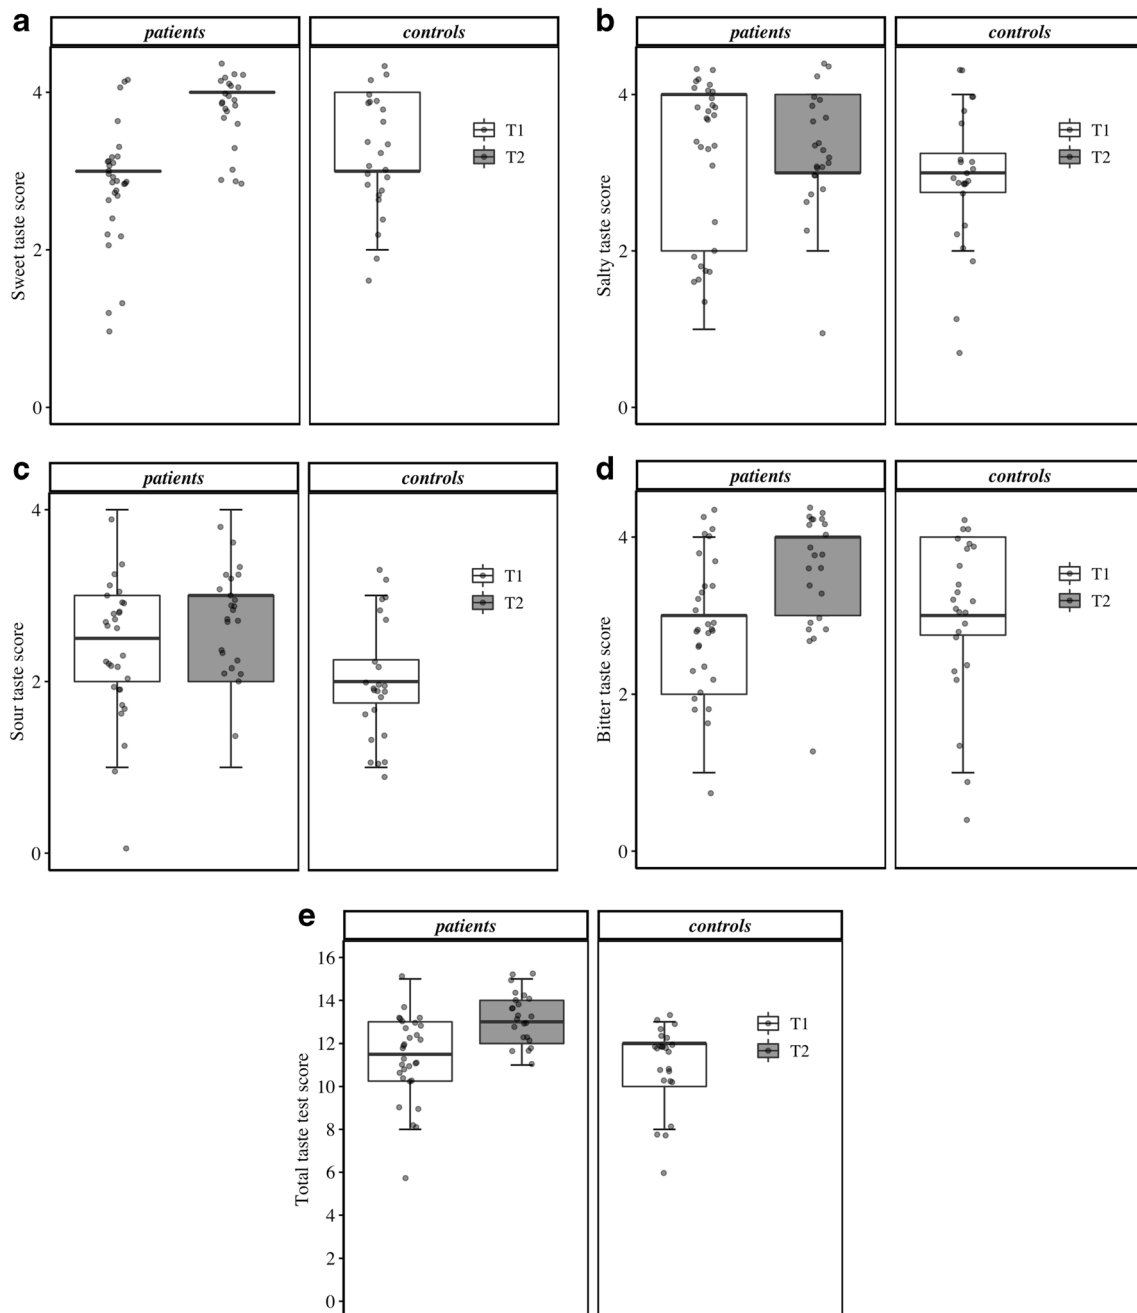 a
patients
controls
4
2
0
Sweet taste score
T1
T2
b
patients
controls
4
2
0
Salty taste score
T1
T2
c
patients
controls
4
2
0
Sour taste score
T1
T2
d
patients
controls
4
2
0
Bitter taste score
T1
T2
e
patients
controls
16
14
12
10
8
6
4
2
0
Total taste test score
T1
T2